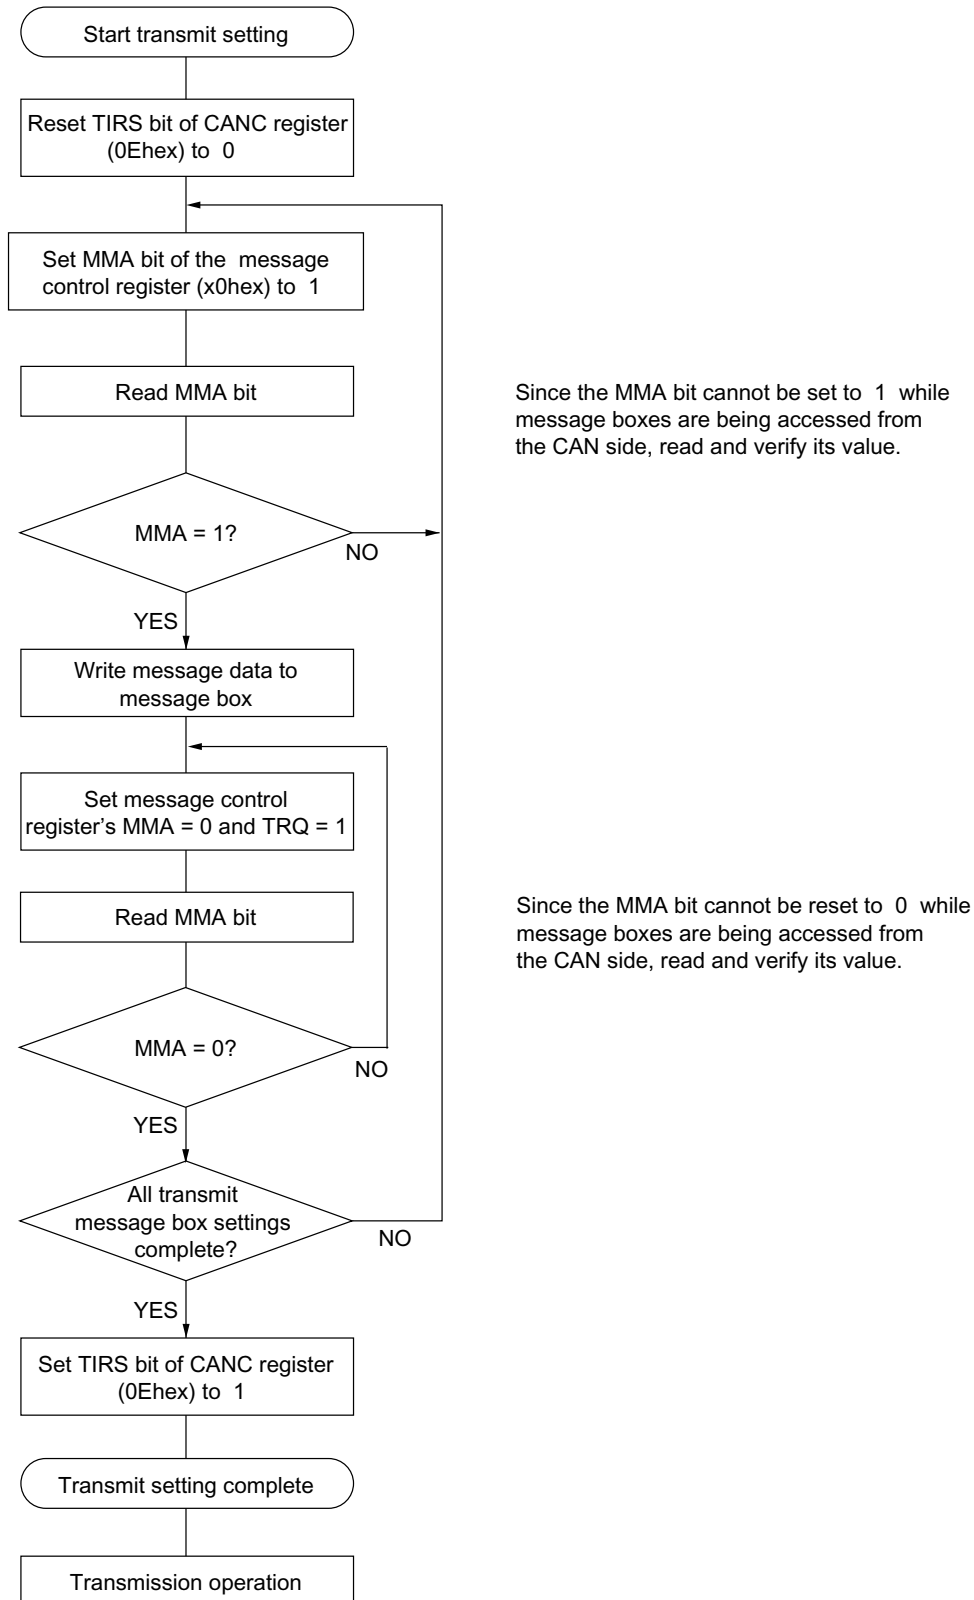 Start transmit setting
Reset TIRS bit of CANC register
(0Ehex) to 0
Set MMA bit of the message
control register (x0hex) to 1
Read MMA bit
Since the MMA bit cannot be set to 1 while
message boxes are being accessed from
the CAN side, read and verify its value.
MMA = 1?
NO
YES
Write message data to
message box
Set message control
register's MMA = 0 and TRQ = 1
Read MMA bit
Since the MMA bit cannot be reset to 0 while
message boxes are being accessed from
the CAN side, read and verify its value.
MMA = 0?
NO
YES
All transmit
message box settings
complete?
NO
YES
Set TIRS bit of CANC register
(0Ehex) to 1
Transmit setting complete
Transmission operation